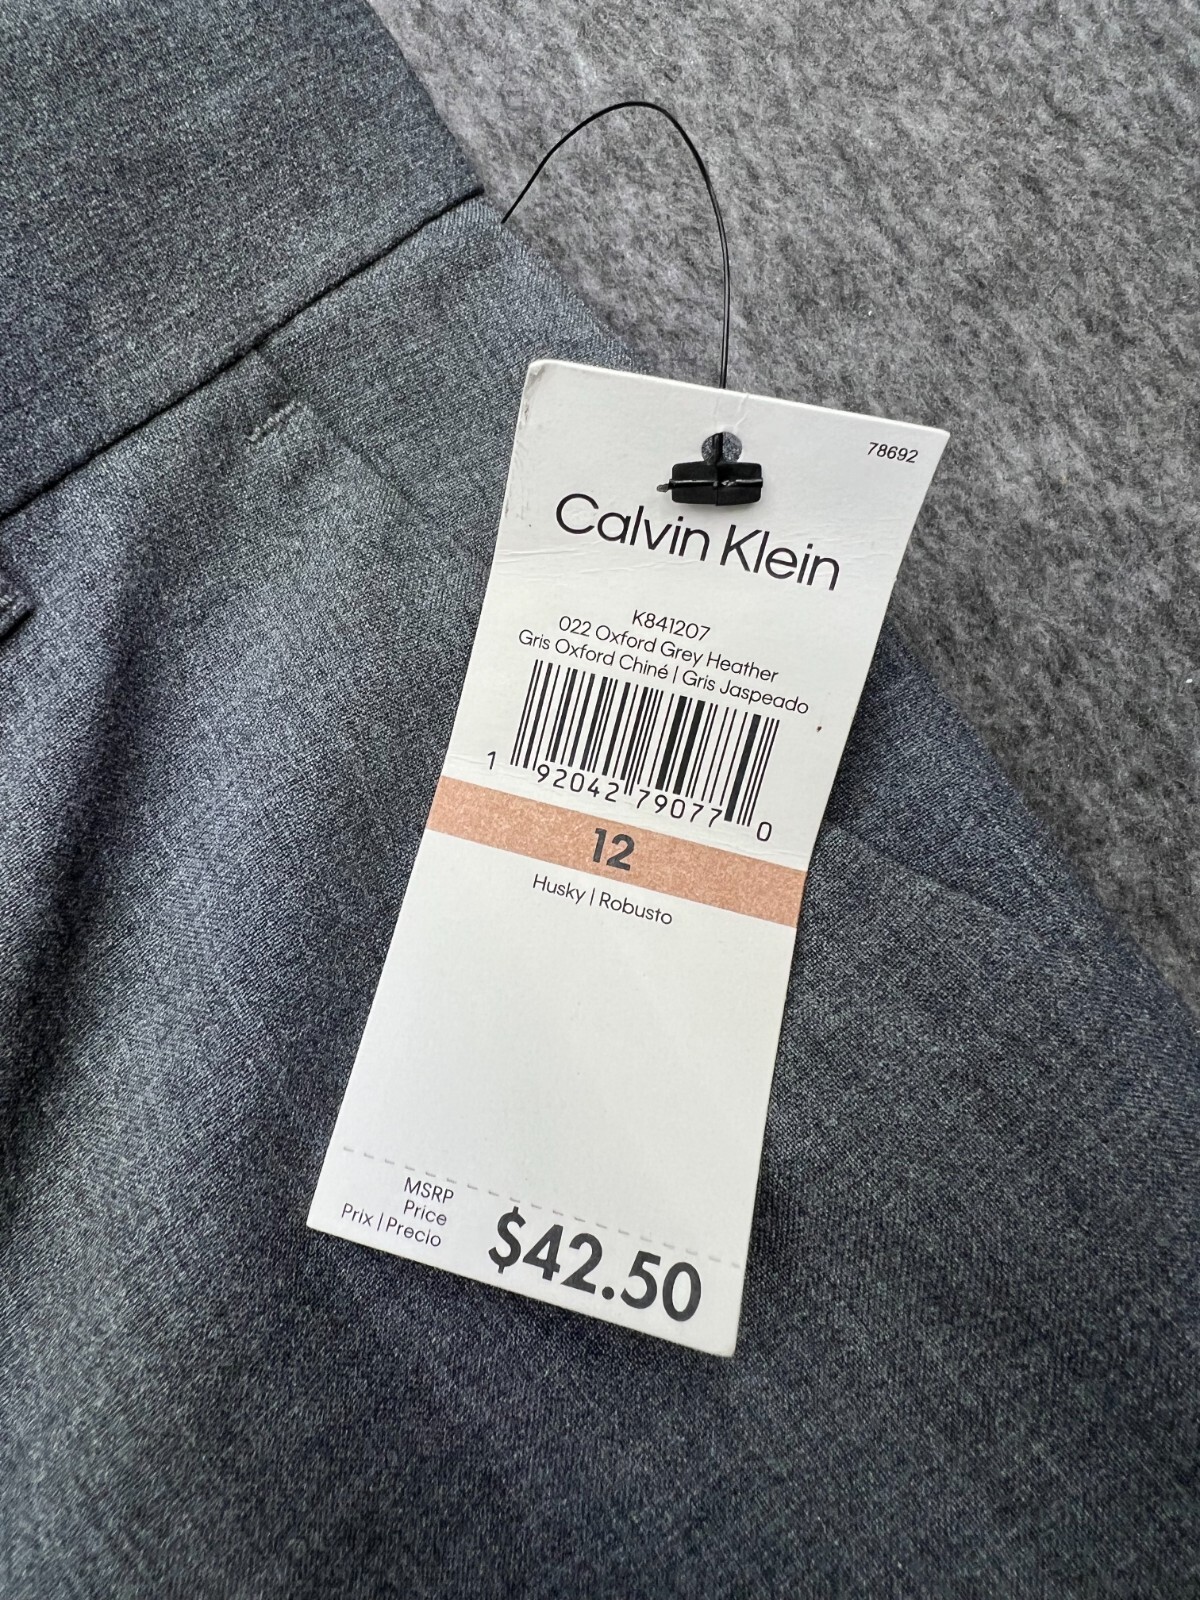 78692
Calvin Klein
K841207
022 Oxford Grey Heather
Gris Oxford Chiné | Gris Jaspeado
1 92042 79077 0
12
Husky | Robusto
MSRP
Price
Prix | Precio
$42.50